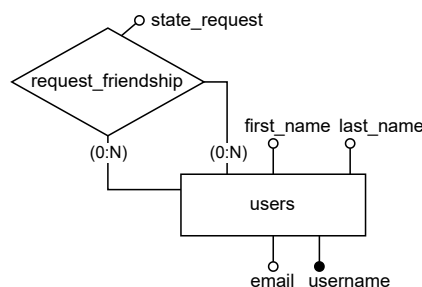 state_request
request_friendship
first_name last_name
(0:N) (0:N)
users
email username